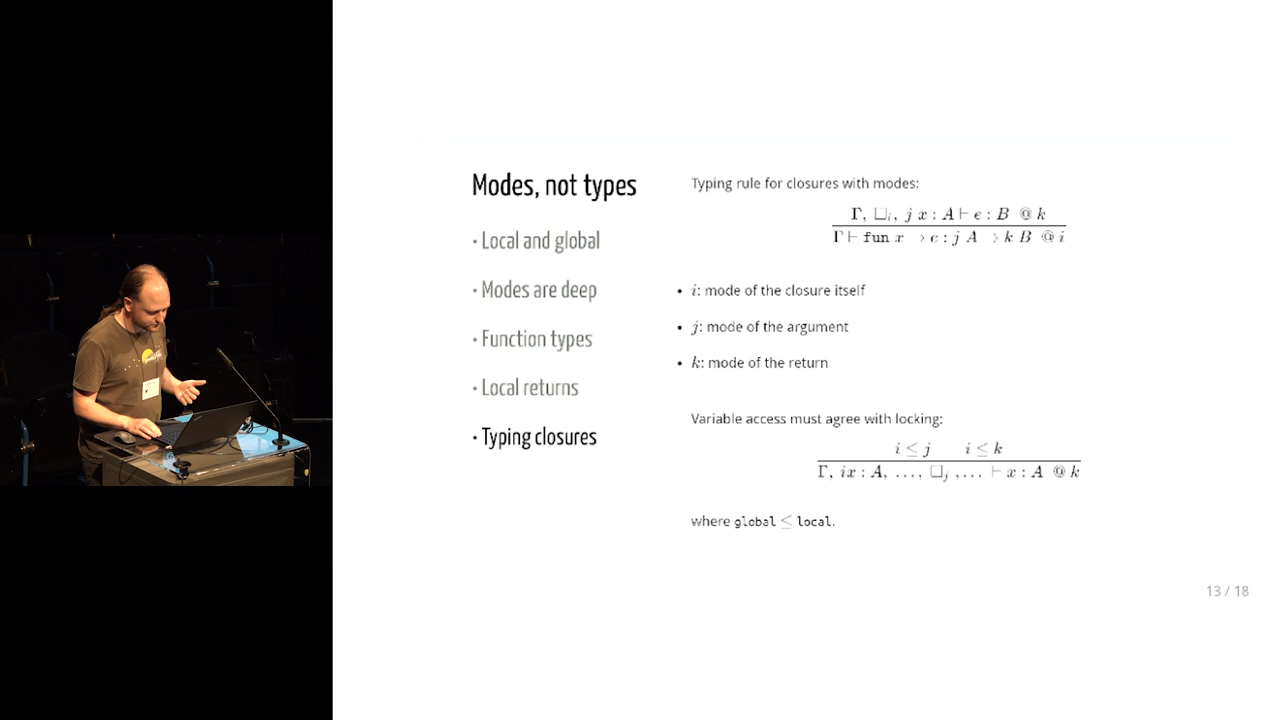 Modes, not types
· Local and global
· Modes are deep
· Function types
· Local returns
· Typing closures
Typing rule for closures with modes:
Γ, □ᵢ, j x : A ⊢ e : B @ k
Γ ⊢ fun x → e : j A → k B @ i
• i: mode of the closure itself
• j: mode of the argument
• k: mode of the return
Variable access must agree with locking:
i ≤ j i ≤ k
Γ, ix : A, …, □ⱼ ,… ⊢ x : A @ k
where global ≤ local.
13 / 18